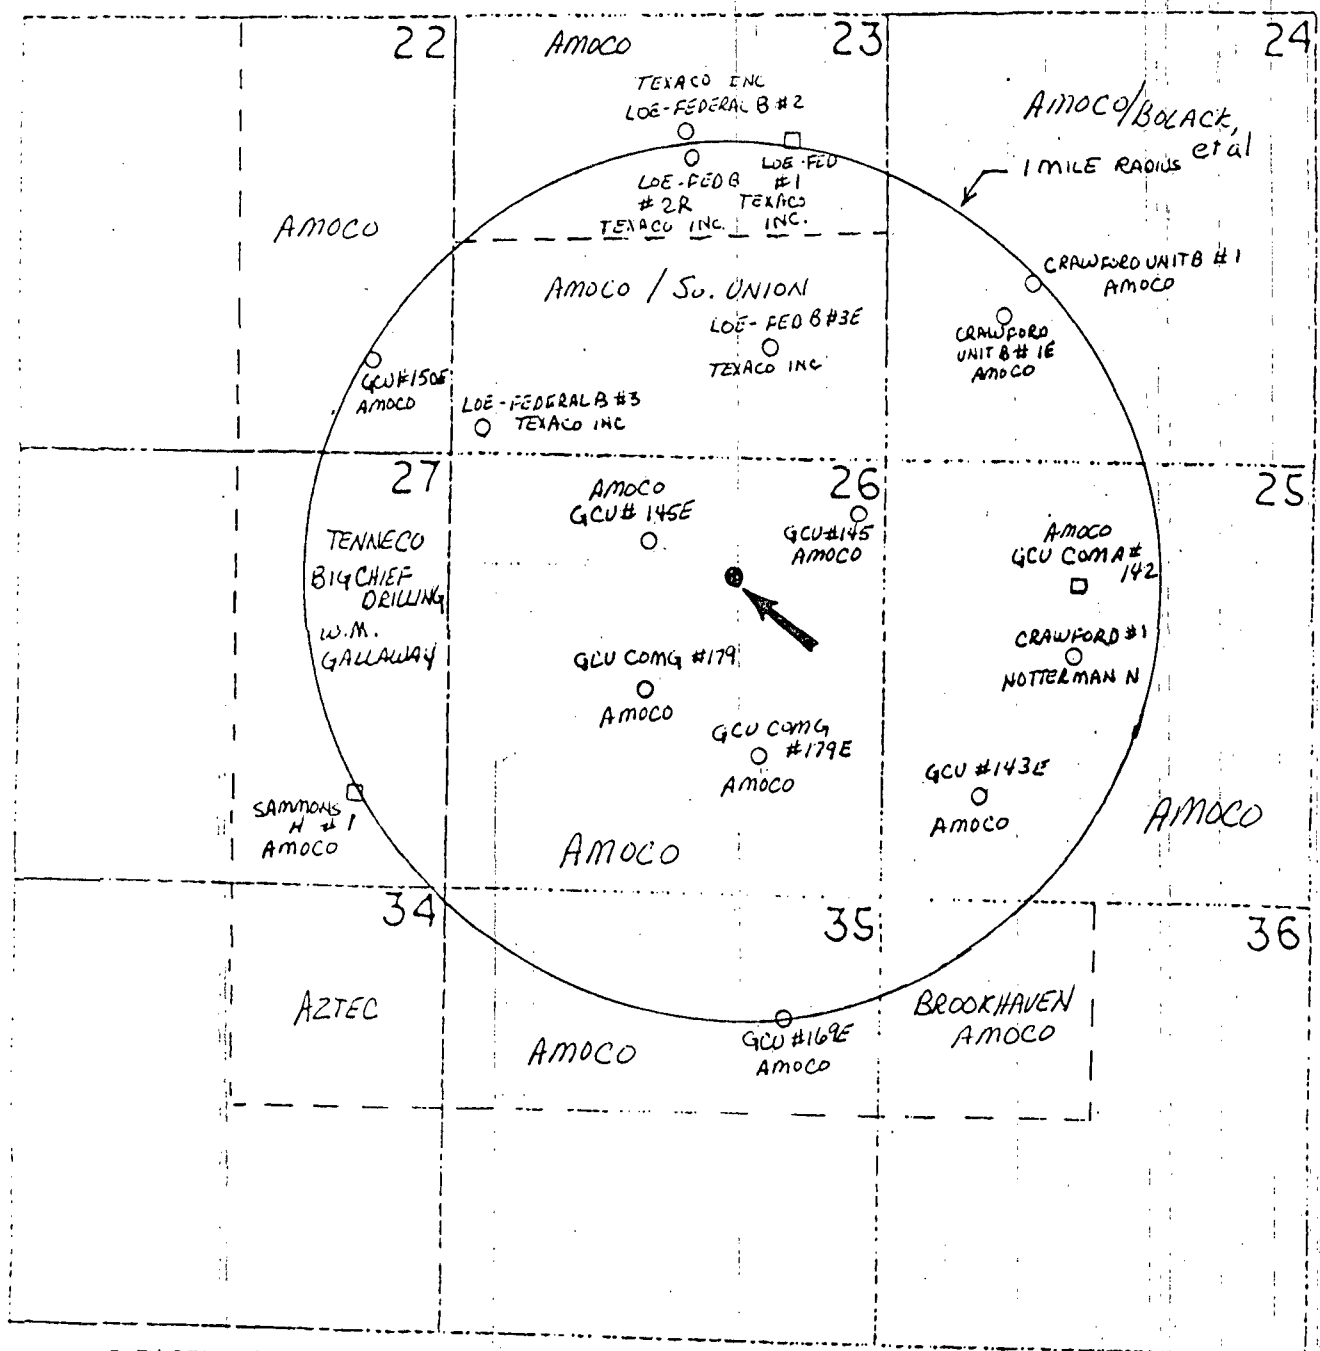 22
AMOCO
23
24
TEXACO INC
LOE-FEDERAL B #2
AMOCO/BOLACK,
et al
1 MILE RADIUS
LOE-FED B
# 2R
TEXACO INC.
LOE-FED
#1
TEXACO
INC.
AMOCO
AMOCO / SO. UNION
CRAWFORD UNIT B #1
AMOCO
LOE-FED B #3E
TEXACO INC
CRAWFORD
UNIT B # 1E
AMOCO
GCU #150E
AMOCO
LOE-FEDERAL B #3
TEXACO INC
27
26
25
AMOCO
GCU # 145E
GCU #145
AMOCO
AMOCO
GCU COM A #
142
TENNECO
BIG CHIEF
DRILLING
W.M.
GALLAWAY
CRAWFORD #1
NOTTERMAN N
GCU COMG #179
AMOCO
GCU COMG
#179E
AMOCO
GCU #143E
AMOCO
SAMMONS
H #1
AMOCO
AMOCO
AMOCO
34
35
36
AZTEC
AMOCO
GCU #169E
AMOCO
BROOKHAVEN
AMOCO